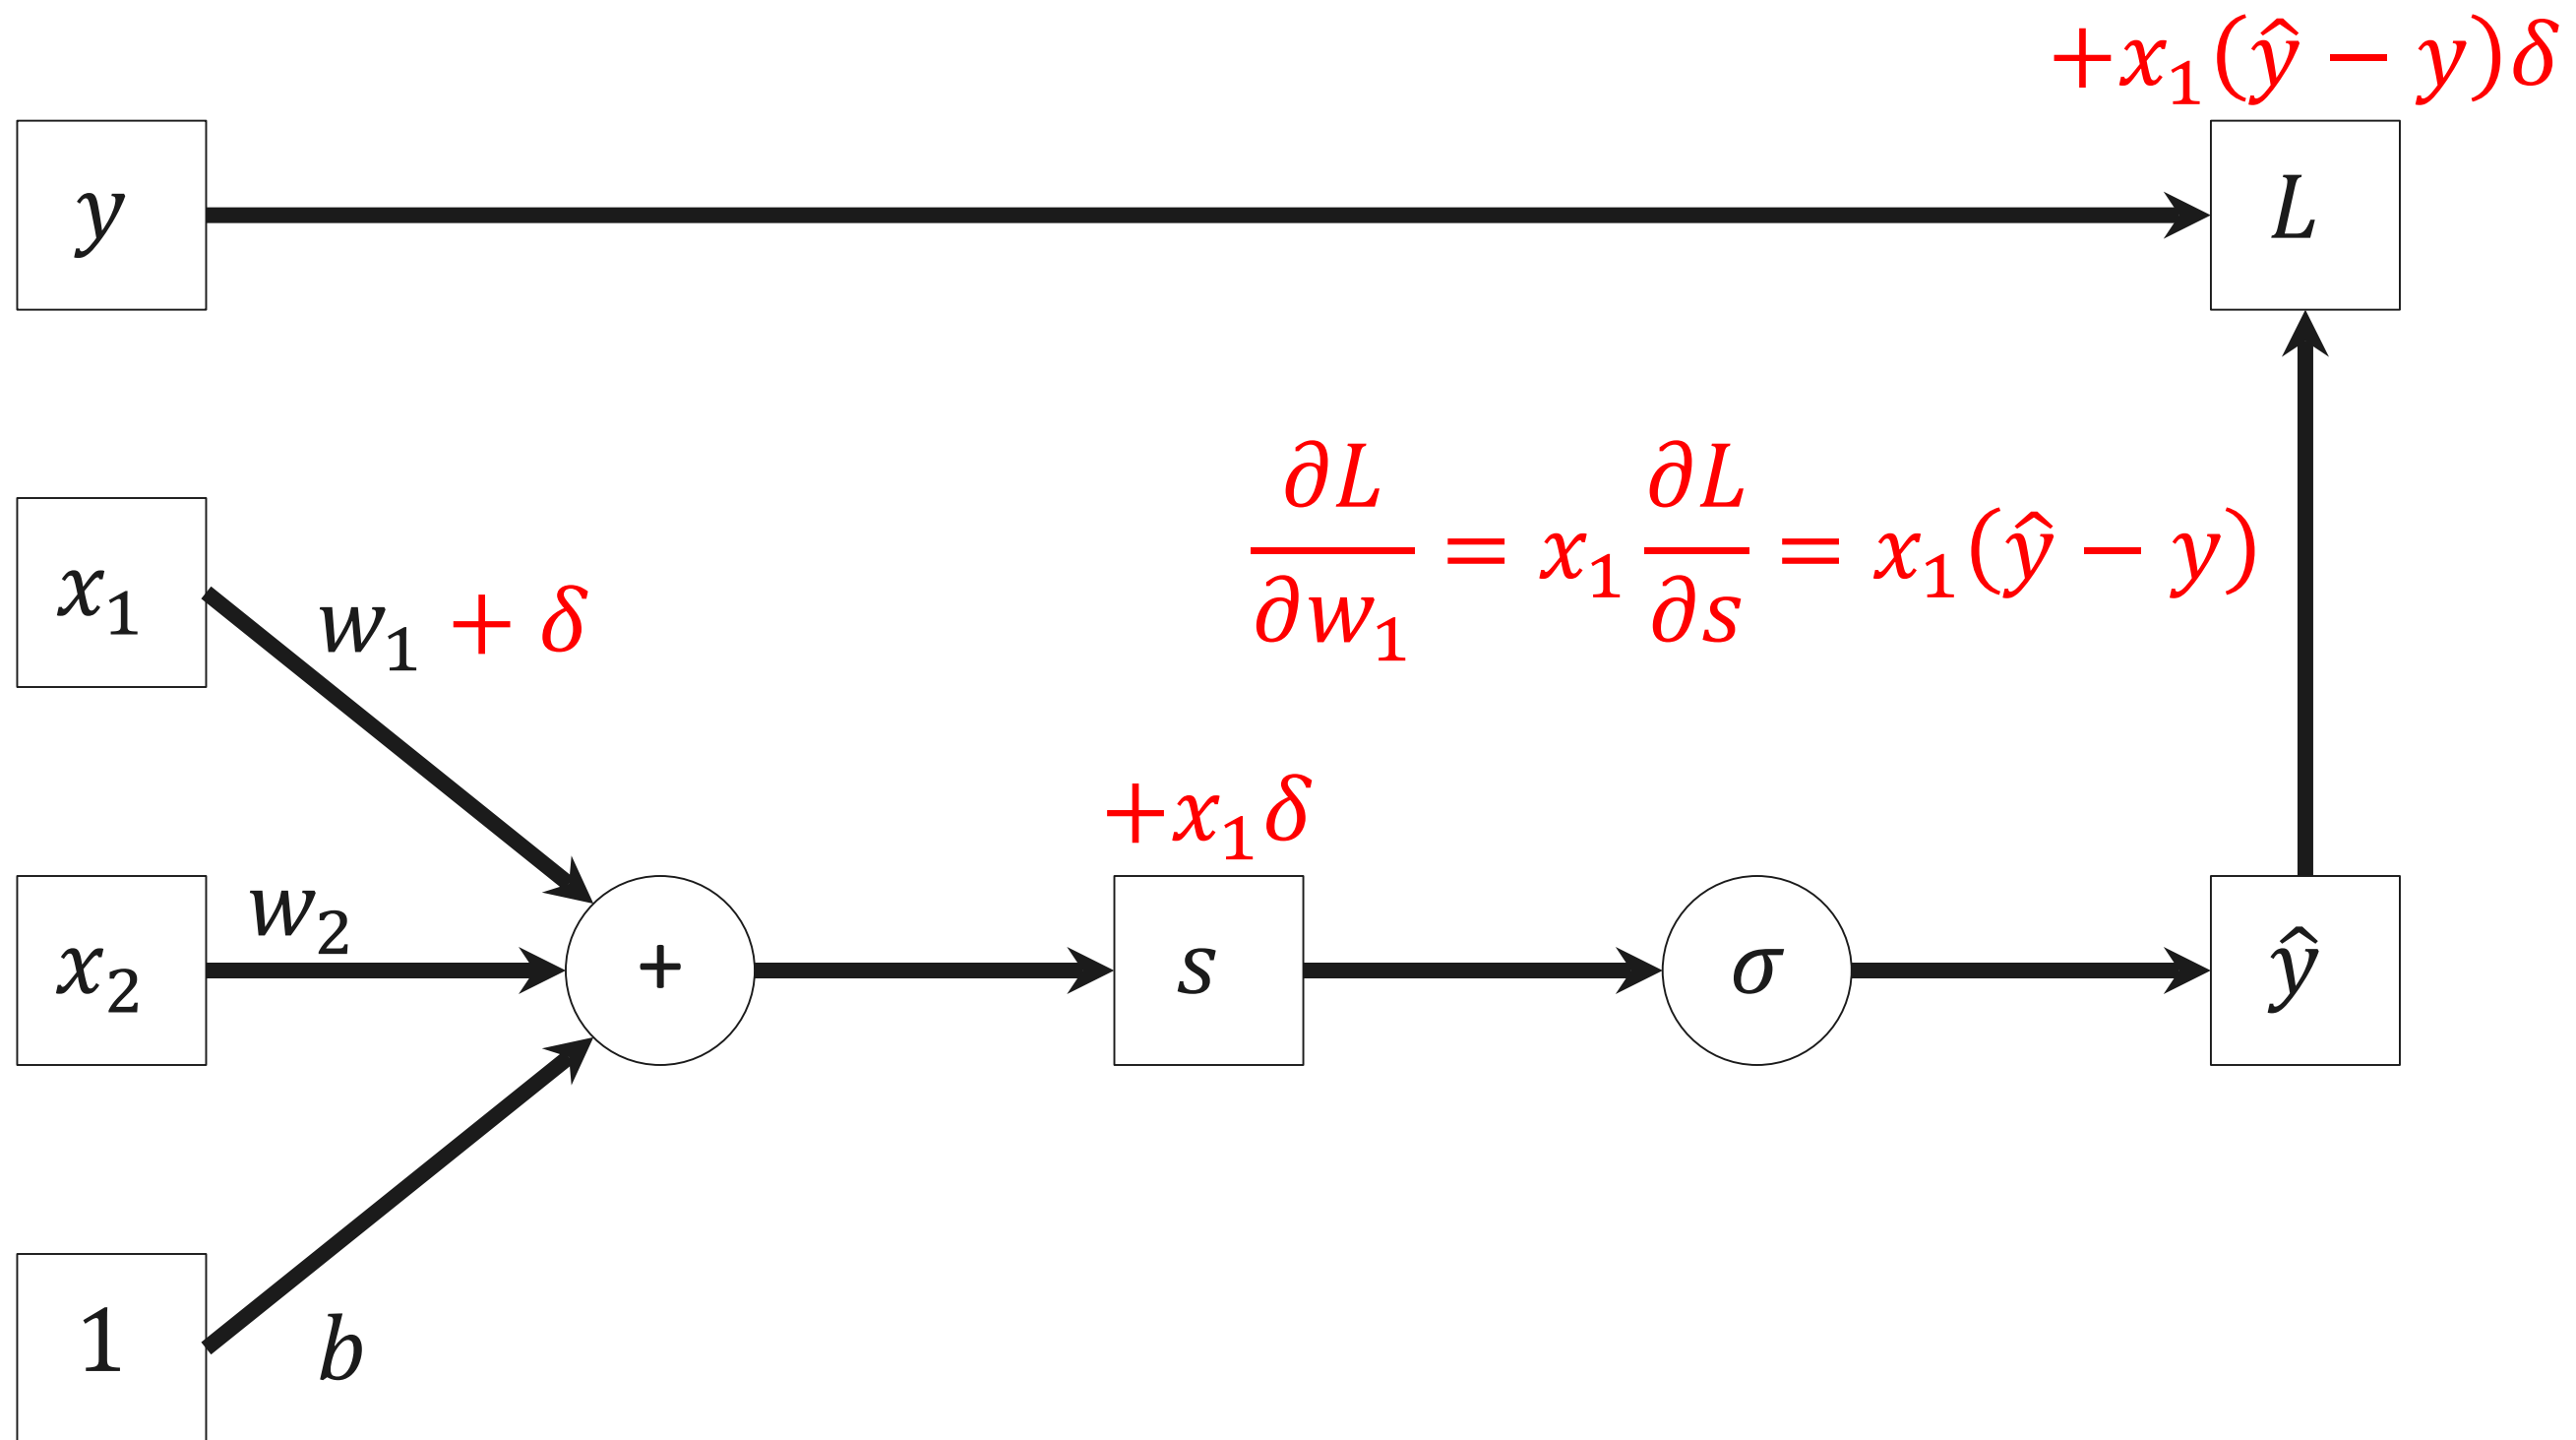 +x₁(ŷ − y)δ
y
L
∂L/∂w₁ = x₁ ∂L/∂s = x₁(ŷ − y)
x₁
w₁ + δ
+x₁δ
w₂
x₂
+
s
σ
ŷ
1
b